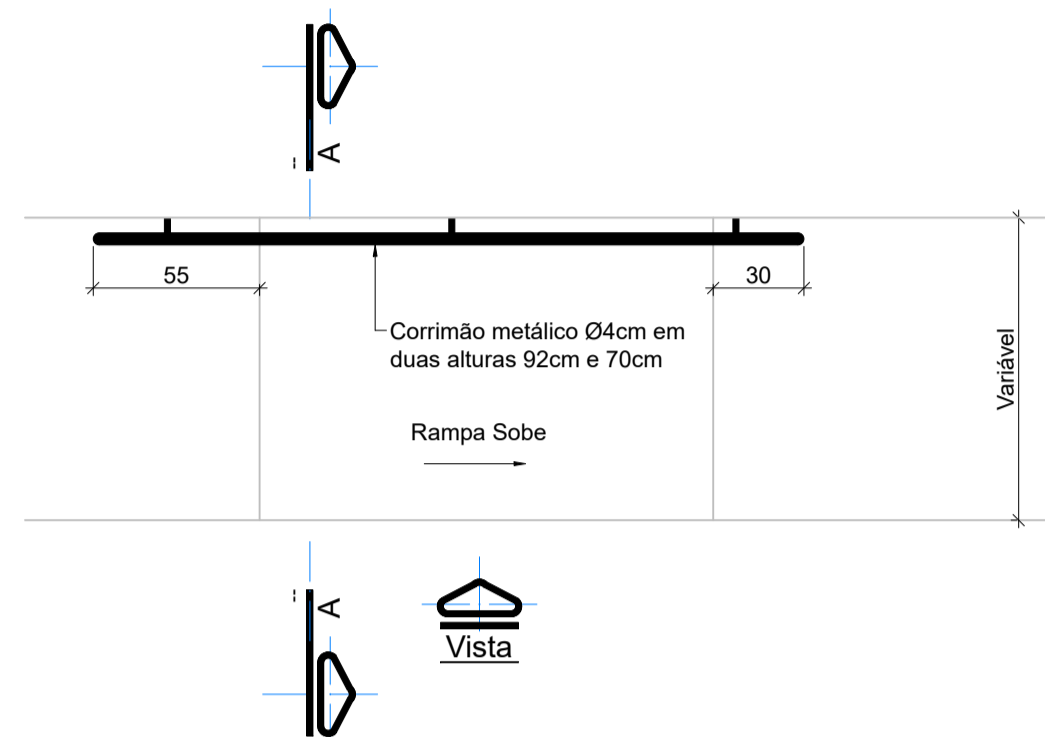 A
55
30
Corrimão metálico Ø4cm em
duas alturas 92cm e 70cm
Variável
Rampa Sobe
A
Vista